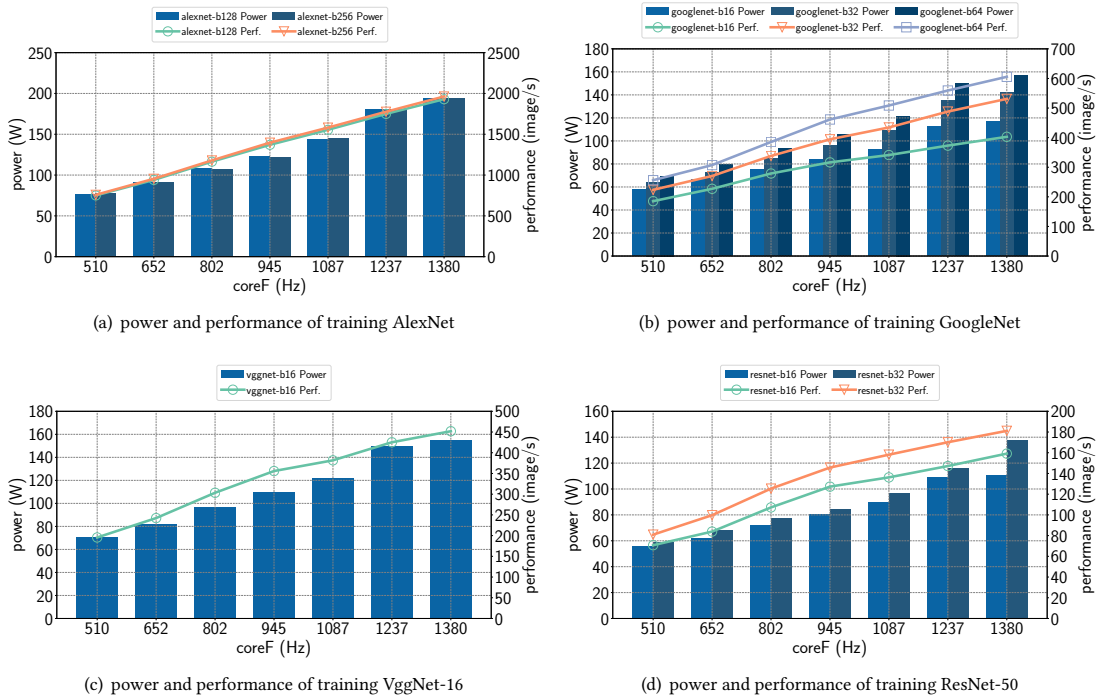 alexnet-b128 Power alexnet-b256 Power
alexnet-b128 Perf. alexnet-b256 Perf.
250
200
150
100
50
0
power (W)
2500
2000
1500
1000
500
0
performance (image/s)
510 652 802 945 1087 1237 1380
coreF (Hz)
(a) power and performance of training AlexNet
googlenet-b16 Power googlenet-b32 Power googlenet-b64 Power
googlenet-b16 Perf. googlenet-b32 Perf. googlenet-b64 Perf.
180
160
140
120
100
80
60
40
20
0
power (W)
700
600
500
400
300
200
100
0
performance (image/s)
510 652 802 945 1087 1237 1380
coreF (Hz)
(b) power and performance of training GoogleNet
vggnet-b16 Power
vggnet-b16 Perf.
180
160
140
120
100
80
60
40
20
0
power (W)
500
450
400
350
300
250
200
150
100
50
0
performance (image/s)
510 652 802 945 1087 1237 1380
coreF (Hz)
(c) power and performance of training VggNet-16
resnet-b16 Power resnet-b32 Power
resnet-b16 Perf. resnet-b32 Perf.
160
140
120
100
80
60
40
20
0
power (W)
200
180
160
140
120
100
80
60
40
20
0
performance (image/s)
510 652 802 945 1087 1237 1380
coreF (Hz)
(d) power and performance of training ResNet-50